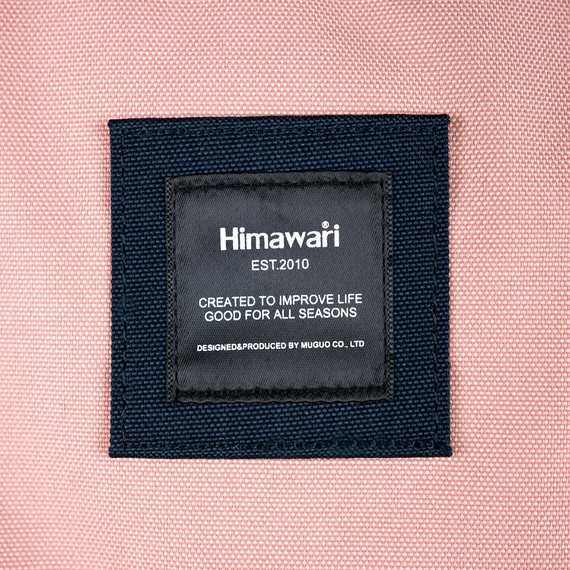 Himawari®
EST.2010
CREATED TO IMPROVE LIFE
GOOD FOR ALL SEASONS
DESIGNED&PRODUCED BY MUGUO CO., LTD